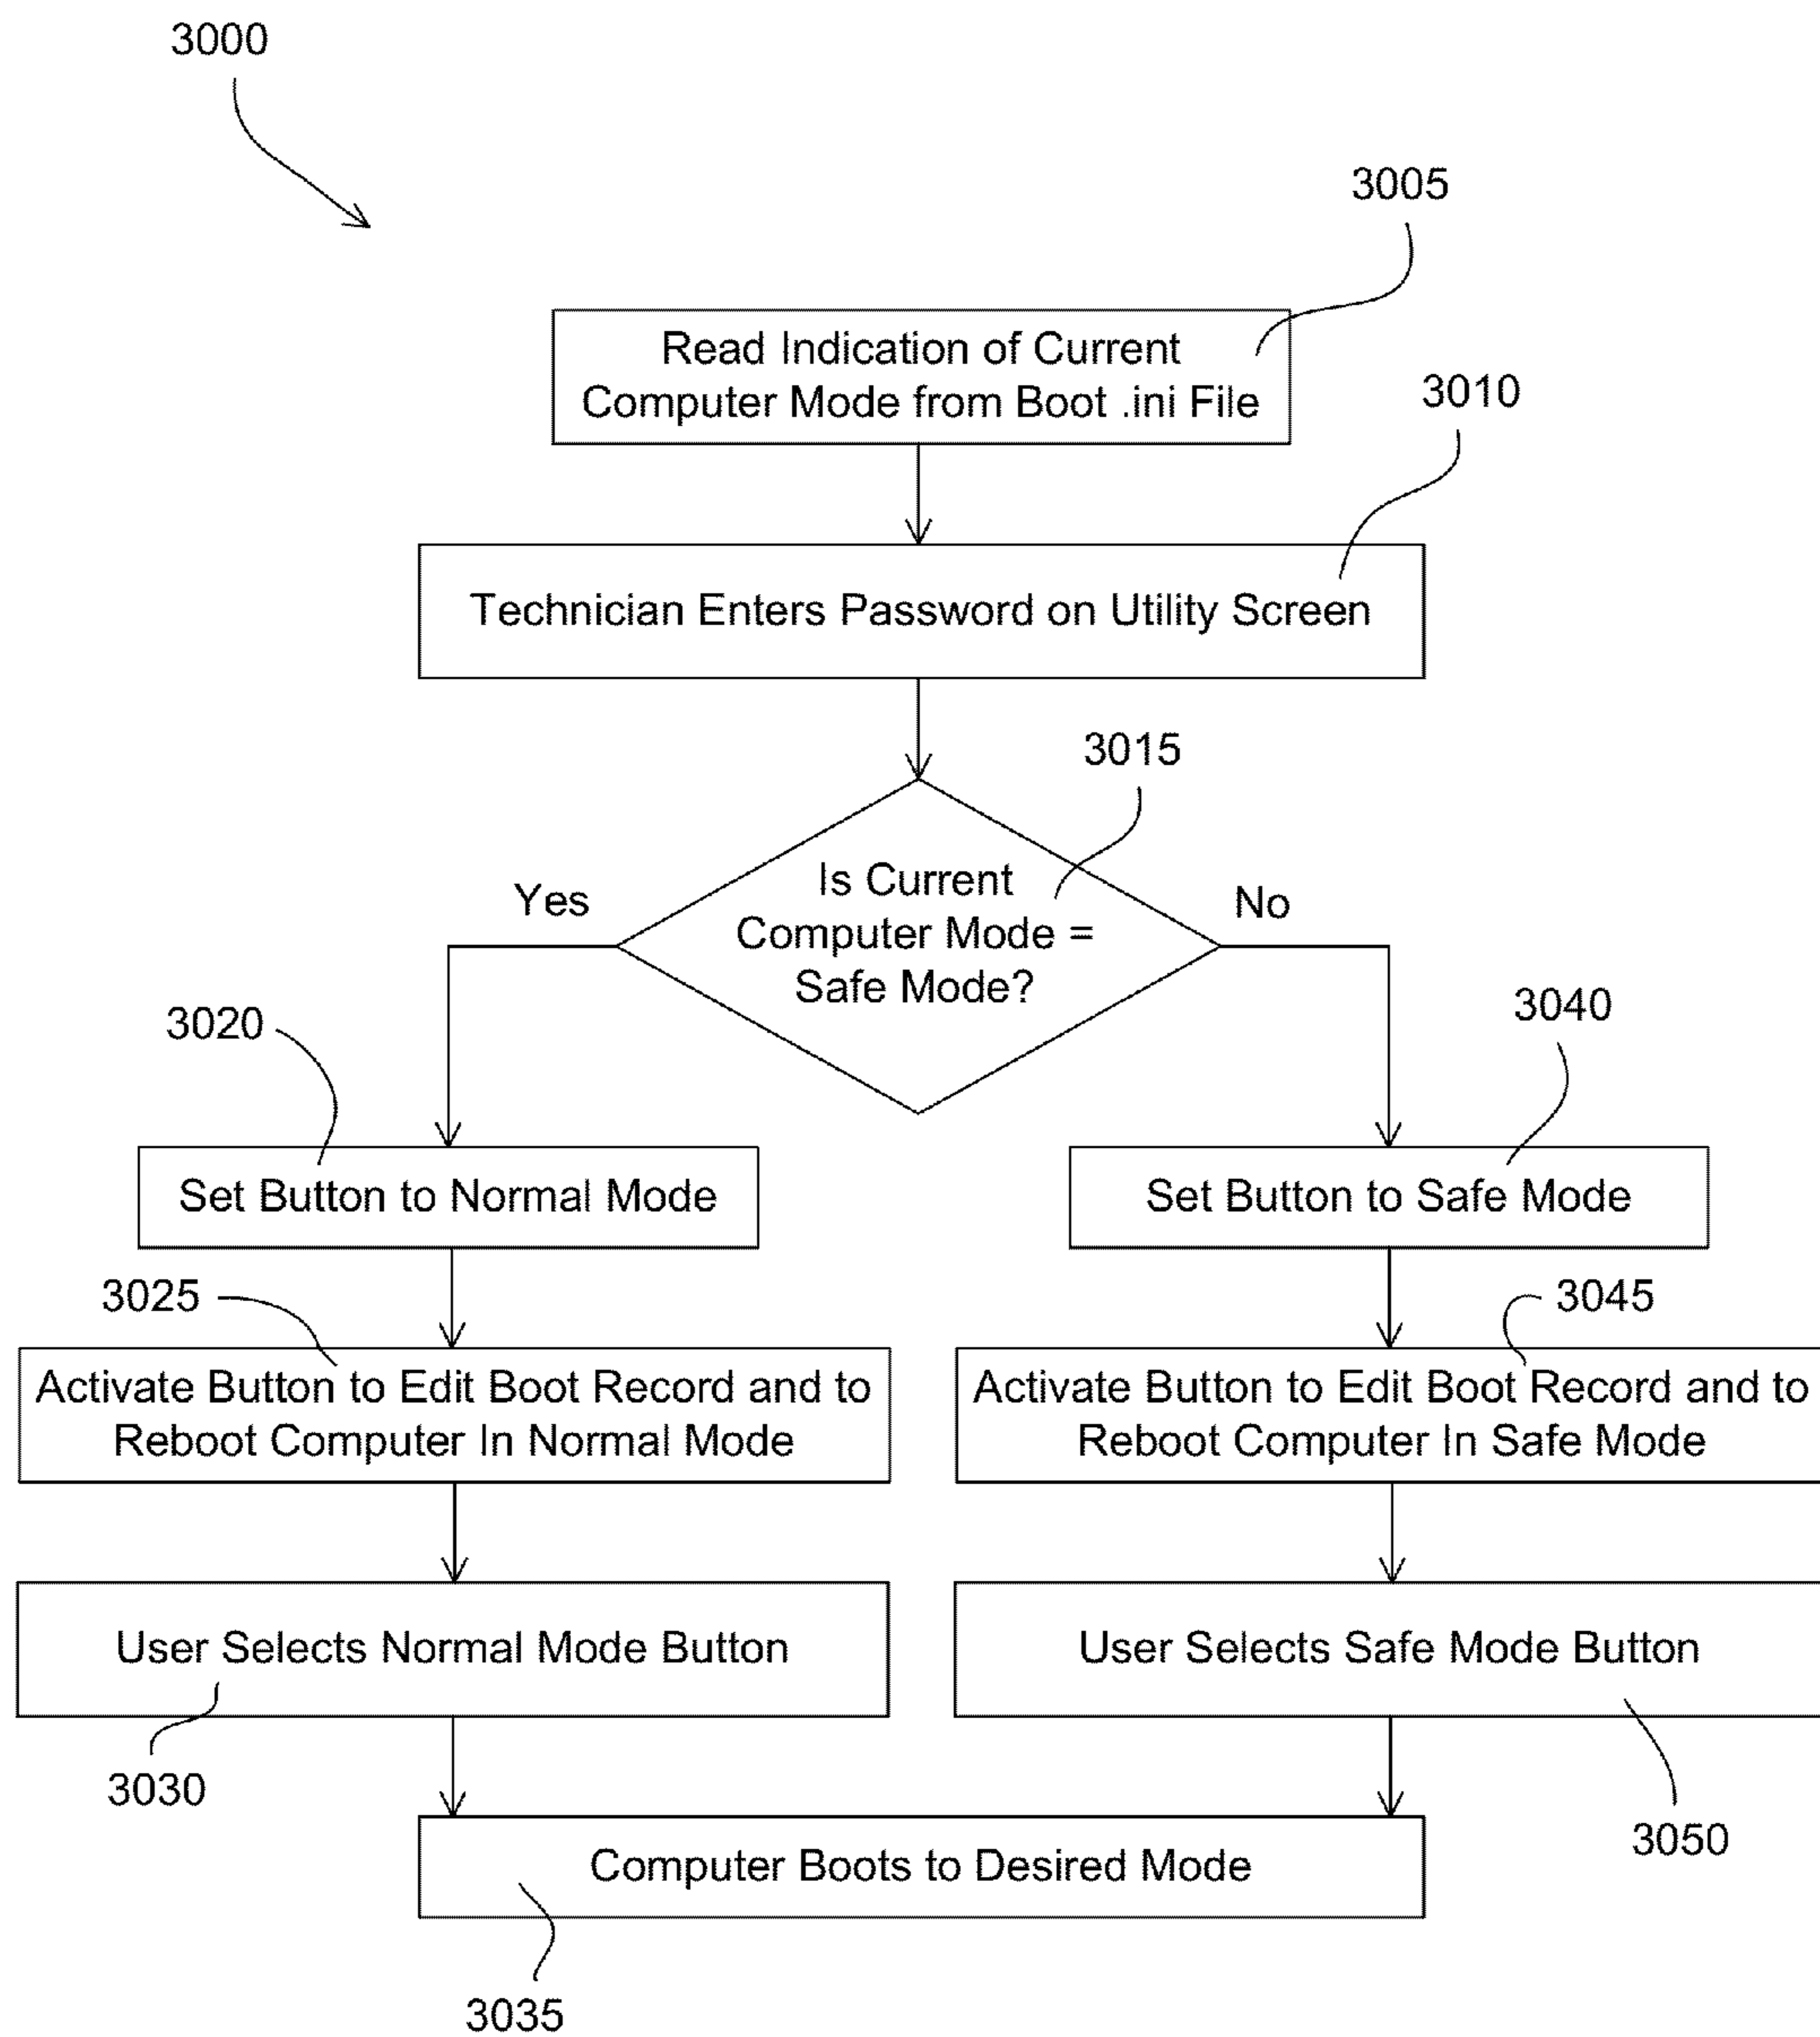 3000
3005
Read Indication of Current
Computer Mode from Boot .ini File
3010
Technician Enters Password on Utility Screen
3015
Is Current
Computer Mode =
Safe Mode?
Yes
No
3020
3040
Set Button to Normal Mode
Set Button to Safe Mode
3025
3045
Activate Button to Edit Boot Record and to
Reboot Computer In Normal Mode
Activate Button to Edit Boot Record and to
Reboot Computer In Safe Mode
User Selects Normal Mode Button
User Selects Safe Mode Button
3030
3050
Computer Boots to Desired Mode
3035